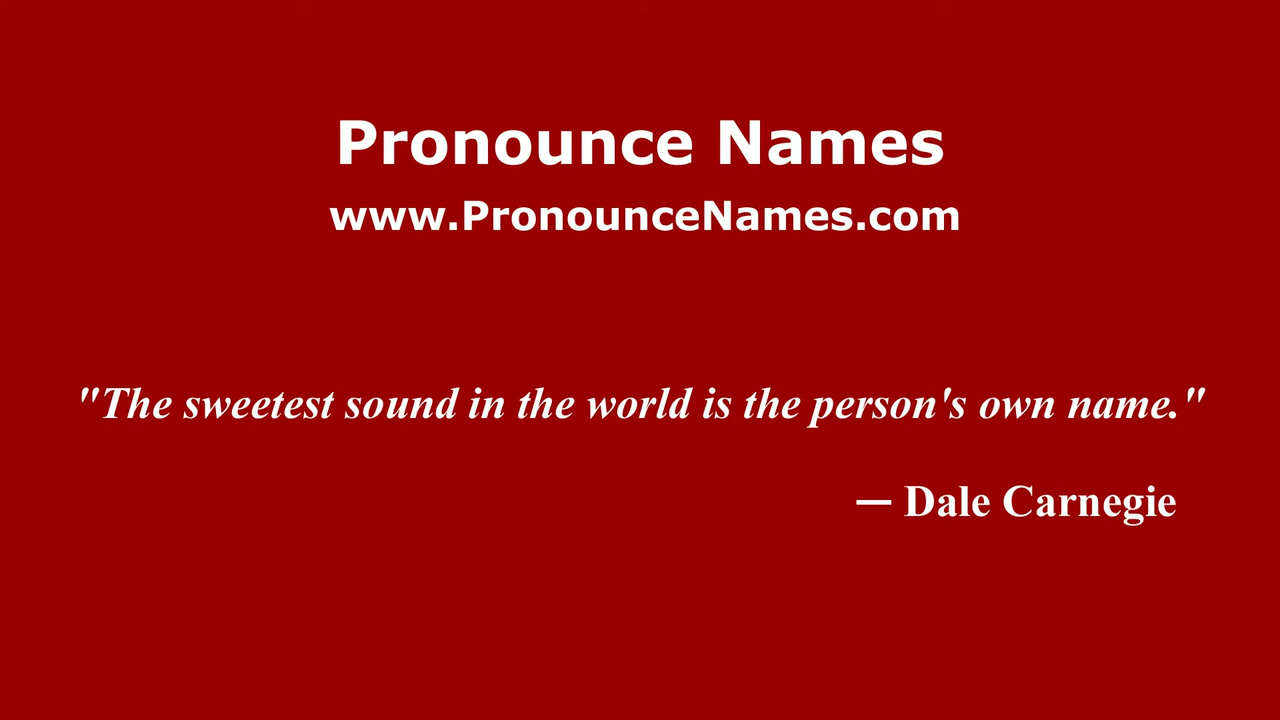 Pronounce Names
www.PronounceNames.com
"The sweetest sound in the world is the person's own name."
— Dale Carnegie